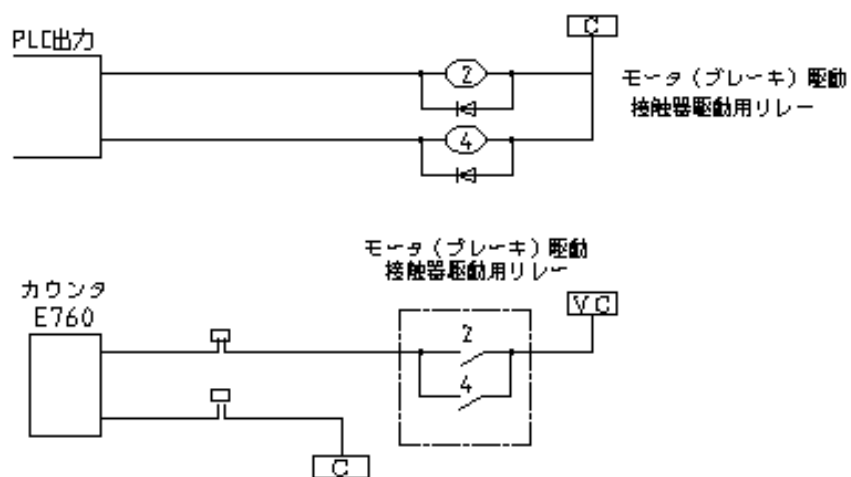 C
PLC出力
2
モータ（ブレーキ）駆動
接触器駆動用リレー
4
モータ（ブレーキ）駆動
接触器駆動用リレー
カウンタ
E760
VC
2
4
C